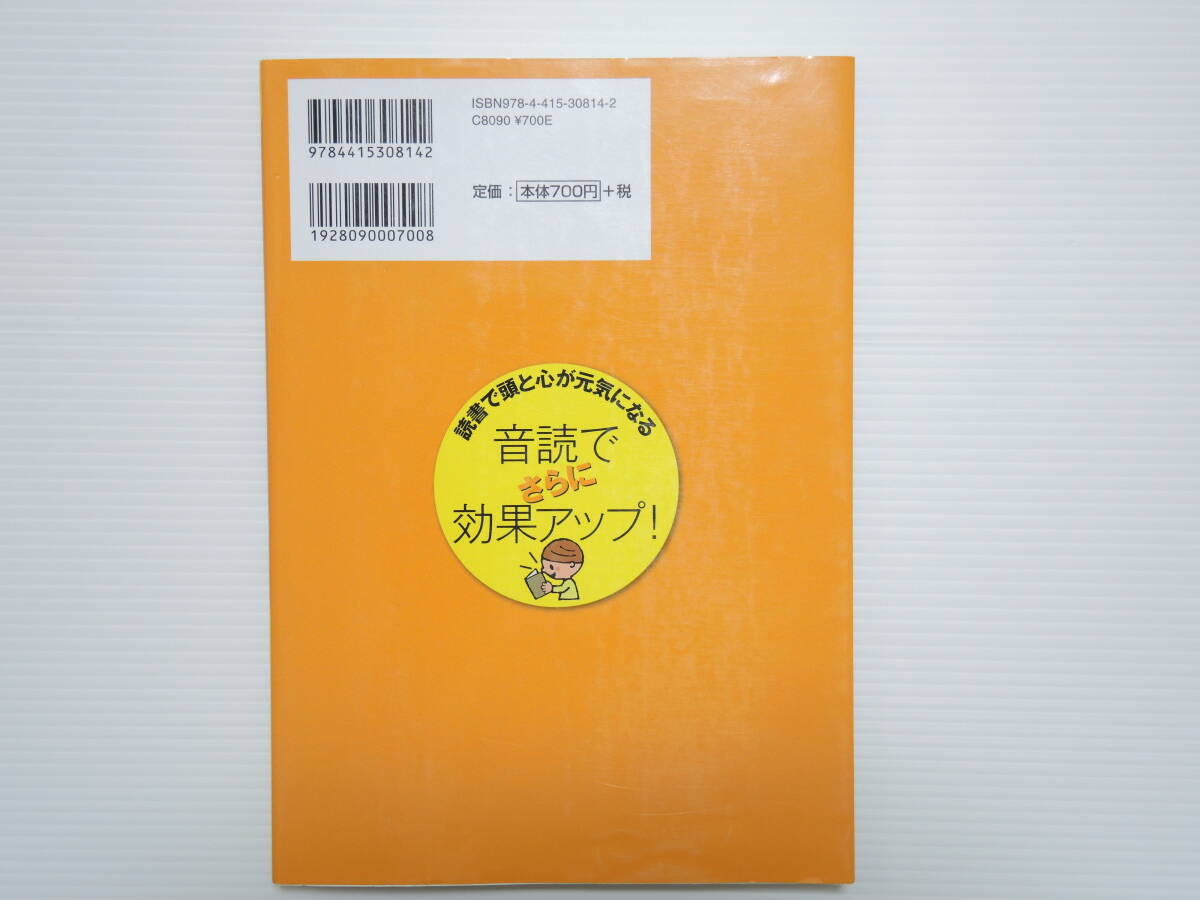 ISBN978-4-415-30814-2
C8090 ¥700E
9784415308142
定価：本体700円+税
1928090007008
読書で頭と心が元気になる
音読で
さらに
効果アップ!